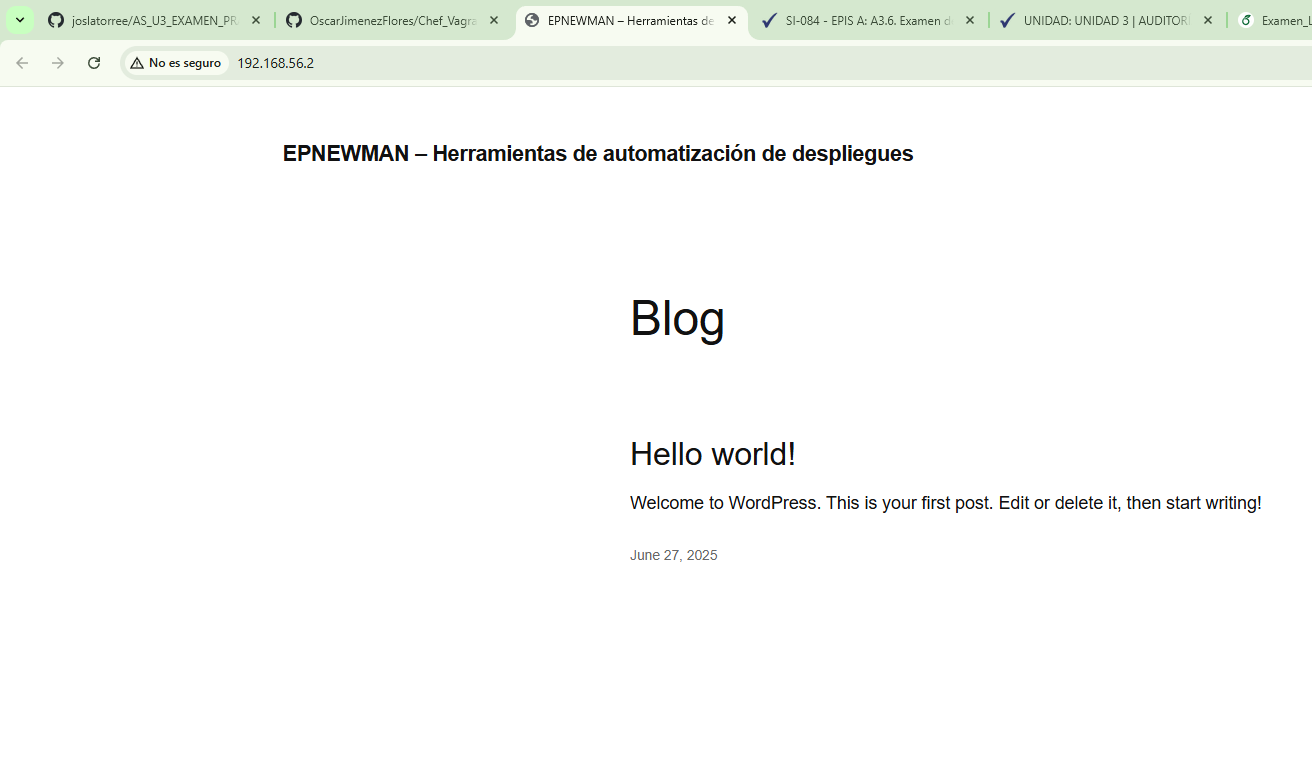 joslatorree/AS_U3_EXAMEN_PR
OscarJimenezFlores/Chef_Vagra
EPNEWMAN – Herramientas de
SI-084 - EPIS A: A3.6. Examen d
UNIDAD: UNIDAD 3 | AUDITORI
Examen_L
No es seguro
192.168.56.2
EPNEWMAN – Herramientas de automatización de despliegues
Blog
Hello world!
Welcome to WordPress. This is your first post. Edit or delete it, then start writing!
June 27, 2025